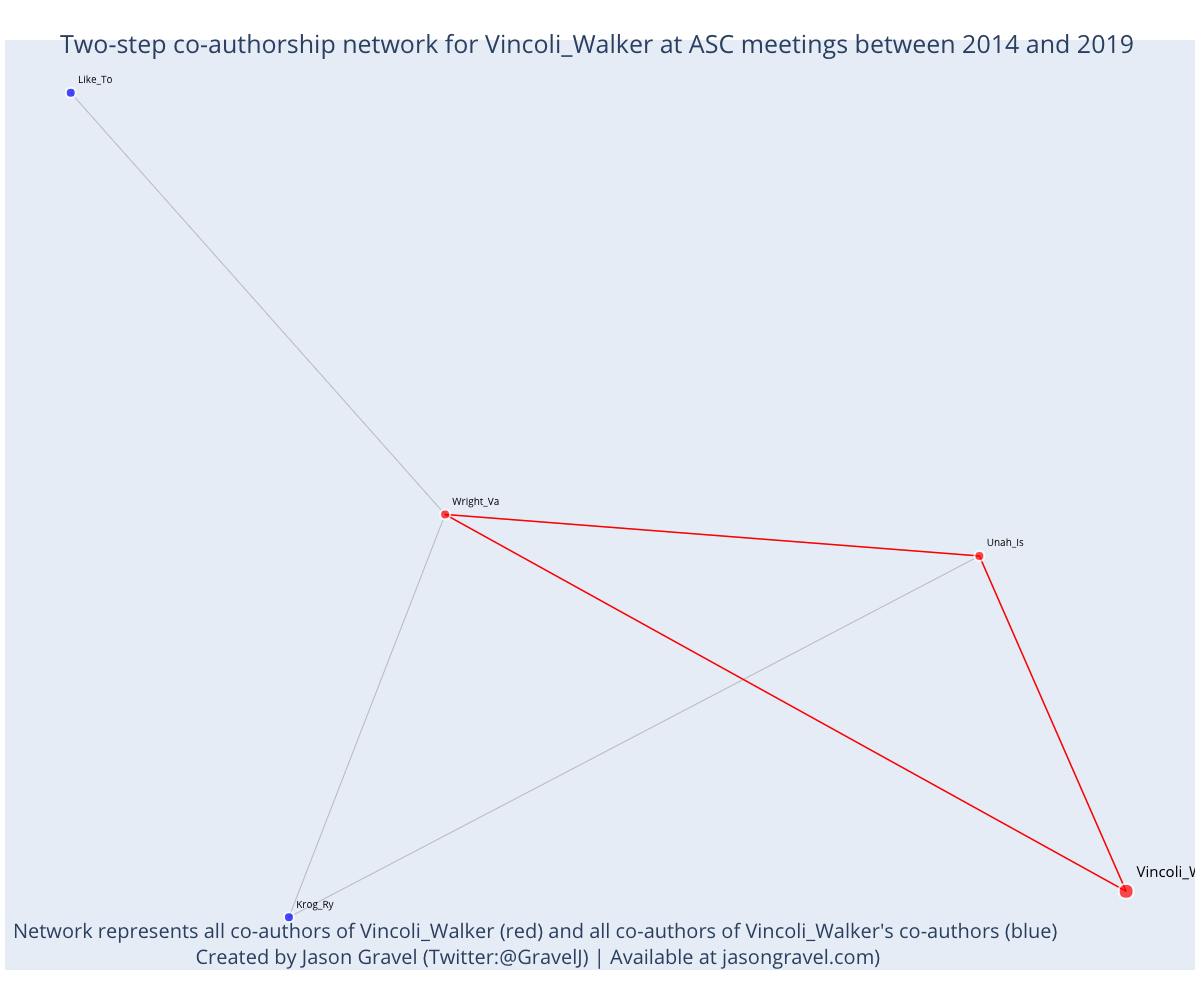 Two-step co-authorship network for Vincoli_Walker at ASC meetings between 2014 and 2019
Like_To
Wright_Va
Unah_Is
Vincoli_W
Krog_Ry
Network represents all co-authors of Vincoli_Walker (red) and all co-authors of Vincoli_Walker's co-authors (blue)
Created by Jason Gravel (Twitter:@GravelJ) | Available at jasongravel.com)